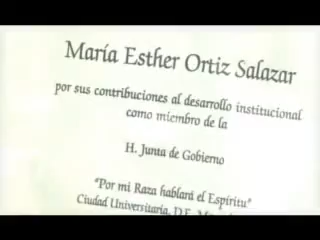 María Esther Ortiz Salazar
por sus contribuciones al desarrollo institucional
como miembro de la
H. Junta de Gobierno
"Por mi Raza hablará el Espíritu"
Ciudad Universitaria, D.F.